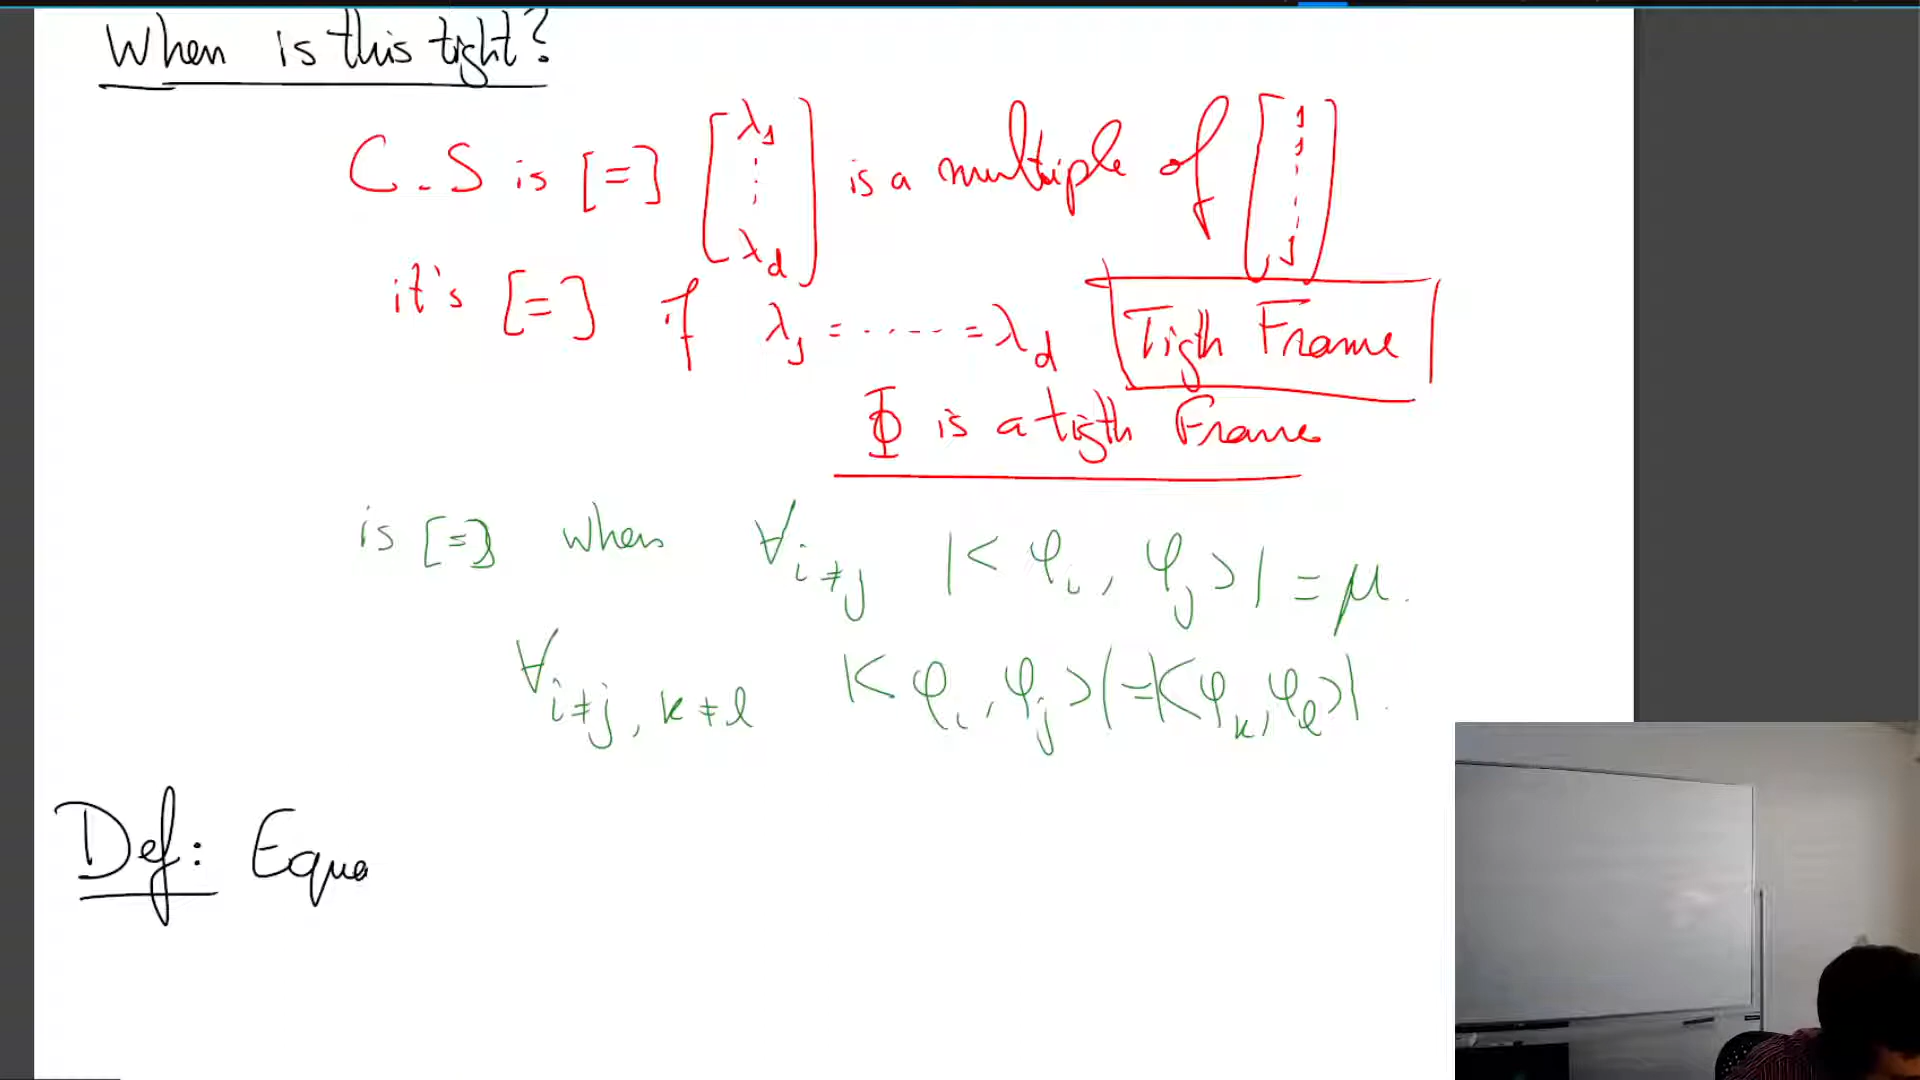 When is this tight?
C.S is [=] [λ₁ ⋮ λd] is a multiple of [1 1 ⋮ 1]
it's [=] if λ₁ = ..... = λd Tigth Frame
Φ is a tigth Frame
is [=] when ∀ i≠j |<φi, φj>| = μ.
∀ i≠j, k≠l |<φi, φj>| = |<φk, φl>|.
Def: Equa